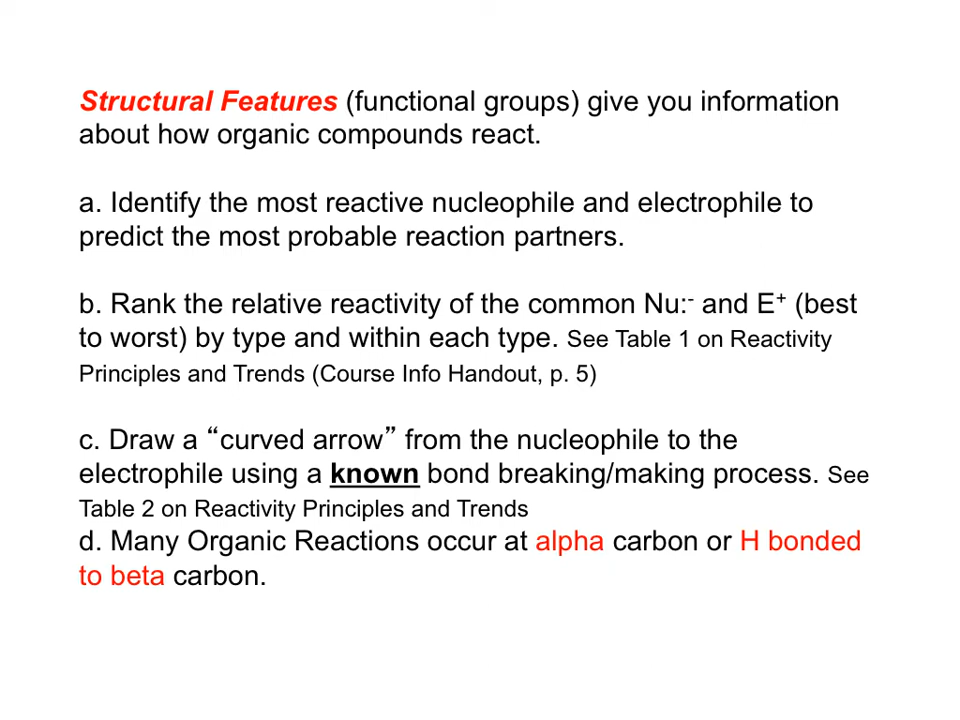 Structural Features (functional groups) give you information
about how organic compounds react.
a. Identify the most reactive nucleophile and electrophile to
predict the most probable reaction partners.
b. Rank the relative reactivity of the common Nu:⁻ and E⁺ (best
to worst) by type and within each type. See Table 1 on Reactivity
Principles and Trends (Course Info Handout, p. 5)
c. Draw a “curved arrow” from the nucleophile to the
electrophile using a known bond breaking/making process. See
Table 2 on Reactivity Principles and Trends
d. Many Organic Reactions occur at alpha carbon or H bonded
to beta carbon.